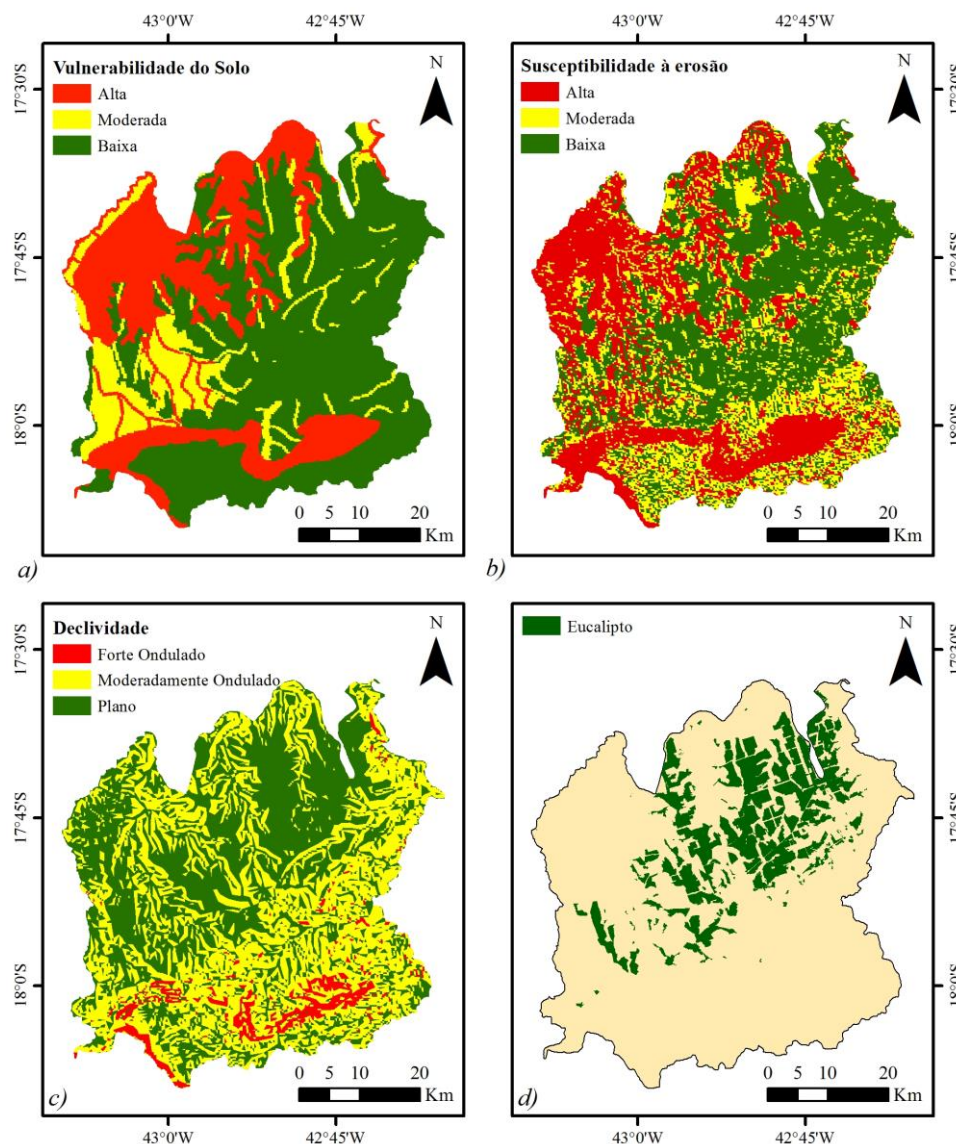 43°0'W 42°45'W
43°0'W 42°45'W
17°30'S
17°45'S
18°0'S
Vulnerabilidade do Solo
Alta
Moderada
Baixa
N
0 5 10 20
Km
a)
17°30'S
17°45'S
18°0'S
Susceptibilidade à erosão
Alta
Moderada
Baixa
N
0 5 10 20
Km
b)
17°30'S
17°45'S
18°0'S
Declividade
Forte Ondulado
Moderadamente Ondulado
Plano
N
0 5 10 20
Km
c)
17°30'S
17°45'S
18°0'S
Eucalipto
N
0 5 10 20
Km
d)
43°0'W 42°45'W
43°0'W 42°45'W